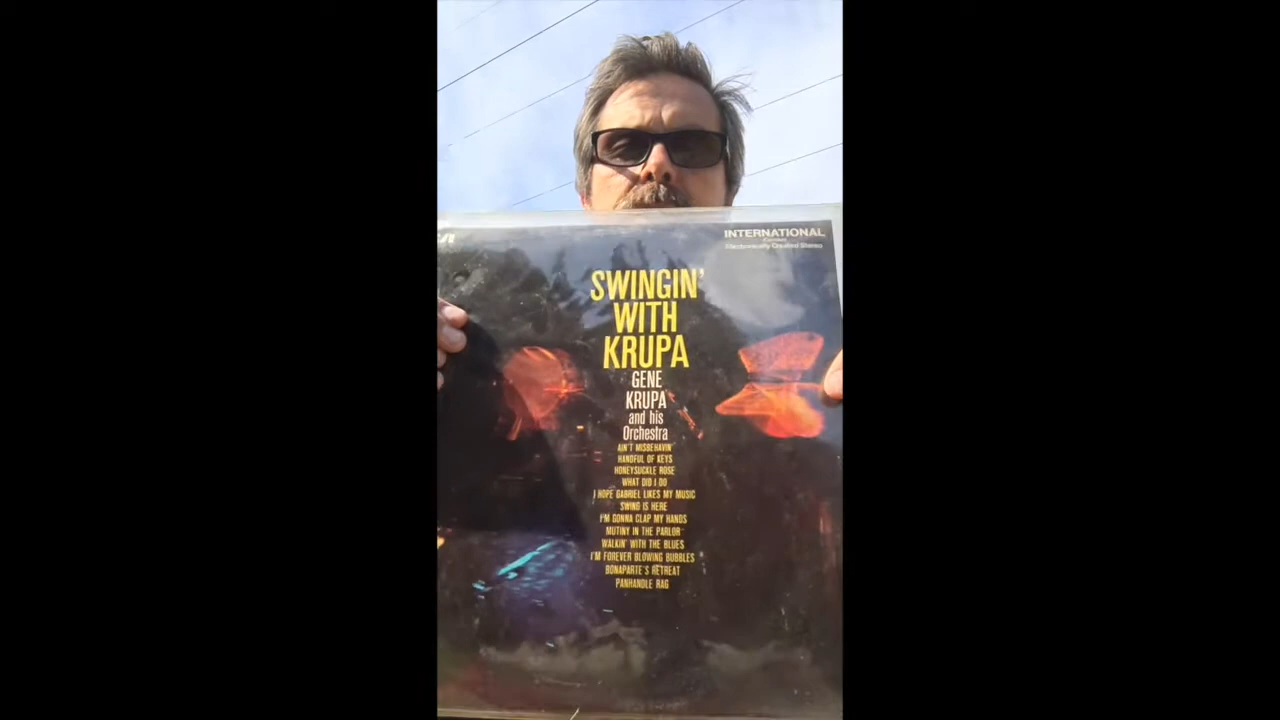 INTERNATIONAL
Electronically Created Stereo
SWINGIN'
WITH
KRUPA
GENE
KRUPA
and his
Orchestra
AIN'T MISBEHAVIN'
HANDFUL OF KEYS
HONEYSUCKLE ROSE
WHAT DID I DO
I HOPE GABRIEL LIKES MY MUSIC
SWING IS HERE
I'M GONNA CLAP MY HANDS
MUTINY IN THE PARLOR
WALKIN' WITH THE BLUES
I'M FOREVER BLOWING BUBBLES
BONAPARTE'S RETREAT
PANHANDLE RAG